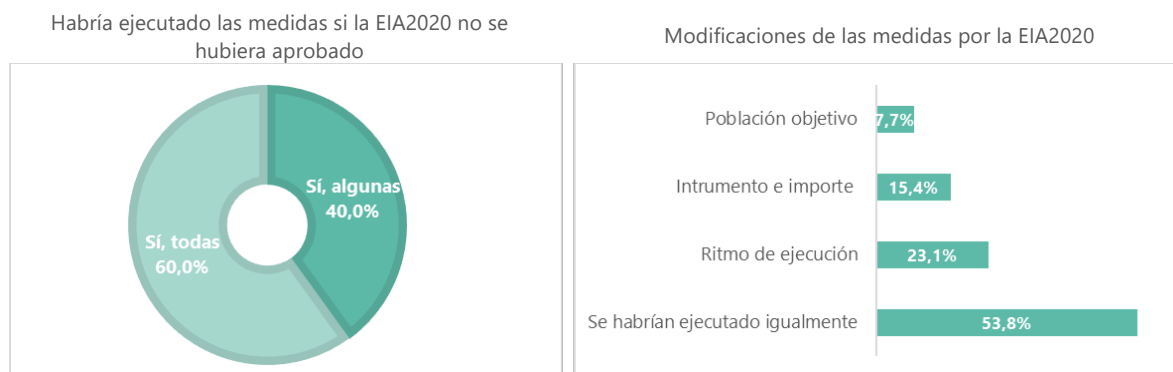 Habría ejecutado las medidas si la EIA2020 no se
hubiera aprobado
Sí, algunas
40,0%
Sí, todas
60,0%
Modificaciones de las medidas por la EIA2020
Población objetivo
7,7%
Intrumento e importe
15,4%
Ritmo de ejecución
23,1%
Se habrían ejecutado igualmente
53,8%